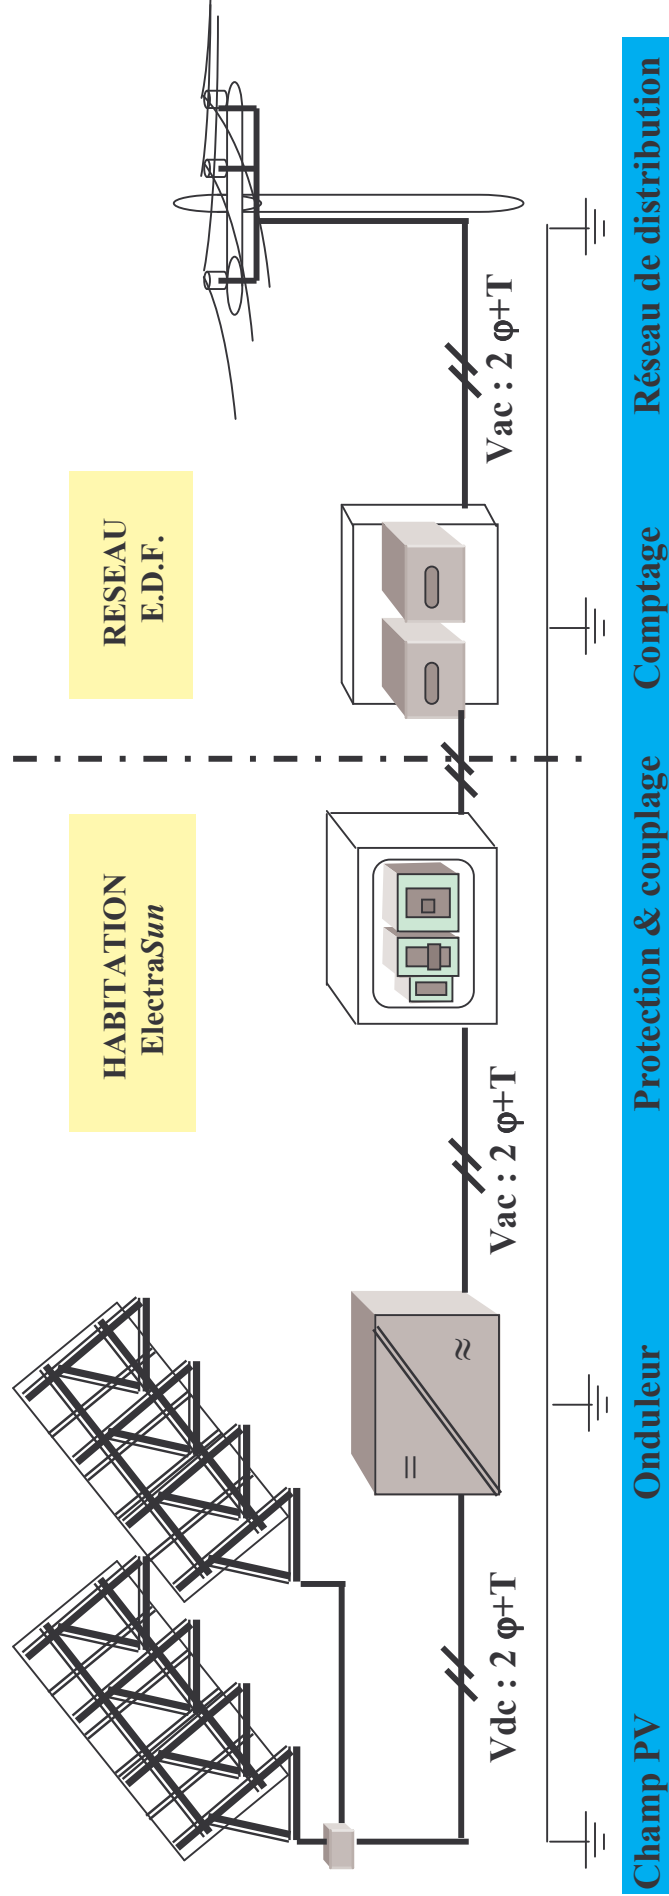 HABITATION
ElectraSun
RESEAU
E.D.F.
=
≈
Vdc : 2 φ+T
Vac : 2 φ+T
Vac : 2 φ+T
Champ PV
Onduleur
Protection & couplage
Comptage
Réseau de distribution